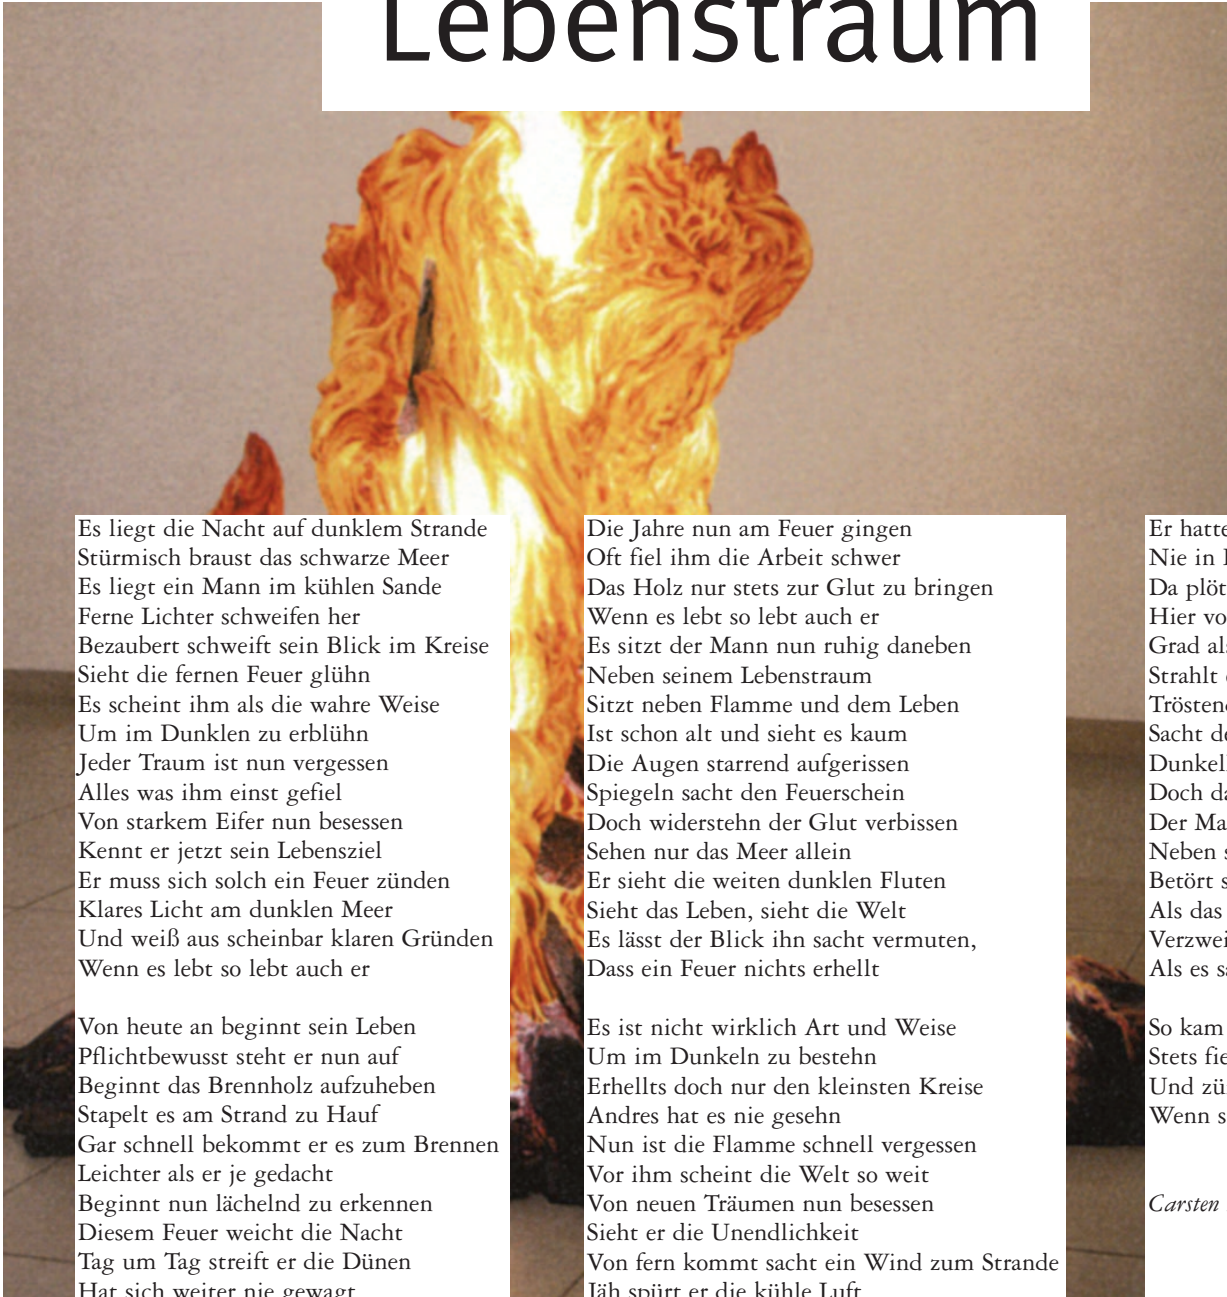 Lebenstraum
Es liegt die Nacht auf dunklem Strande
Stürmisch braust das schwarze Meer
Es liegt ein Mann im kühlen Sande
Ferne Lichter schweifen her
Bezaubert schweift sein Blick im Kreise
Sieht die fernen Feuer glühn
Es scheint ihm als die wahre Weise
Um im Dunklen zu erblühn
Jeder Traum ist nun vergessen
Alles was ihm einst gefiel
Von starkem Eifer nun besessen
Kennt er jetzt sein Lebensziel
Er muss sich solch ein Feuer zünden
Klares Licht am dunklen Meer
Und weiß aus scheinbar klaren Gründen
Wenn es lebt so lebt auch er

Von heute an beginnt sein Leben
Pflichtbewusst steht er nun auf
Beginnt das Brennholz aufzuheben
Stapelt es am Strand zu Hauf
Gar schnell bekommt er es zum Brennen
Leichter als er je gedacht
Beginnt nun lächelnd zu erkennen
Diesem Feuer weicht die Nacht
Tag um Tag streift er die Dünen
Hat sich weiter nie gewagt
Die Jahre nun am Feuer gingen
Oft fiel ihm die Arbeit schwer
Das Holz nur stets zur Glut zu bringen
Wenn es lebt so lebt auch er
Es sitzt der Mann nun ruhig daneben
Neben seinem Lebenstraum
Sitzt neben Flamme und dem Leben
Ist schon alt und sieht es kaum
Die Augen starrend aufgerissen
Spiegeln sacht den Feuerschein
Doch widerstehn der Glut verbissen
Sehen nur das Meer allein
Er sieht die weiten dunklen Fluten
Sieht das Leben, sieht die Welt
Es lässt der Blick ihn sacht vermuten,
Dass ein Feuer nichts erhellt

Es ist nicht wirklich Art und Weise
Um im Dunkeln zu bestehn
Erhellts doch nur den kleinsten Kreise
Andres hat es nie gesehn
Nun ist die Flamme schnell vergessen
Vor ihm scheint die Welt so weit
Von neuen Träumen nun besessen
Sieht er die Unendlichkeit
Von fern kommt sacht ein Wind zum Strande
Jäh spürt er die kühle Luft
Er hatte
Nie in
Da
Hier
Grad
Strahlt

Sacht

Doch
Der
Neben
Betört
Als das

Als es

So kam
Stets
Und
Wenn

Carsten